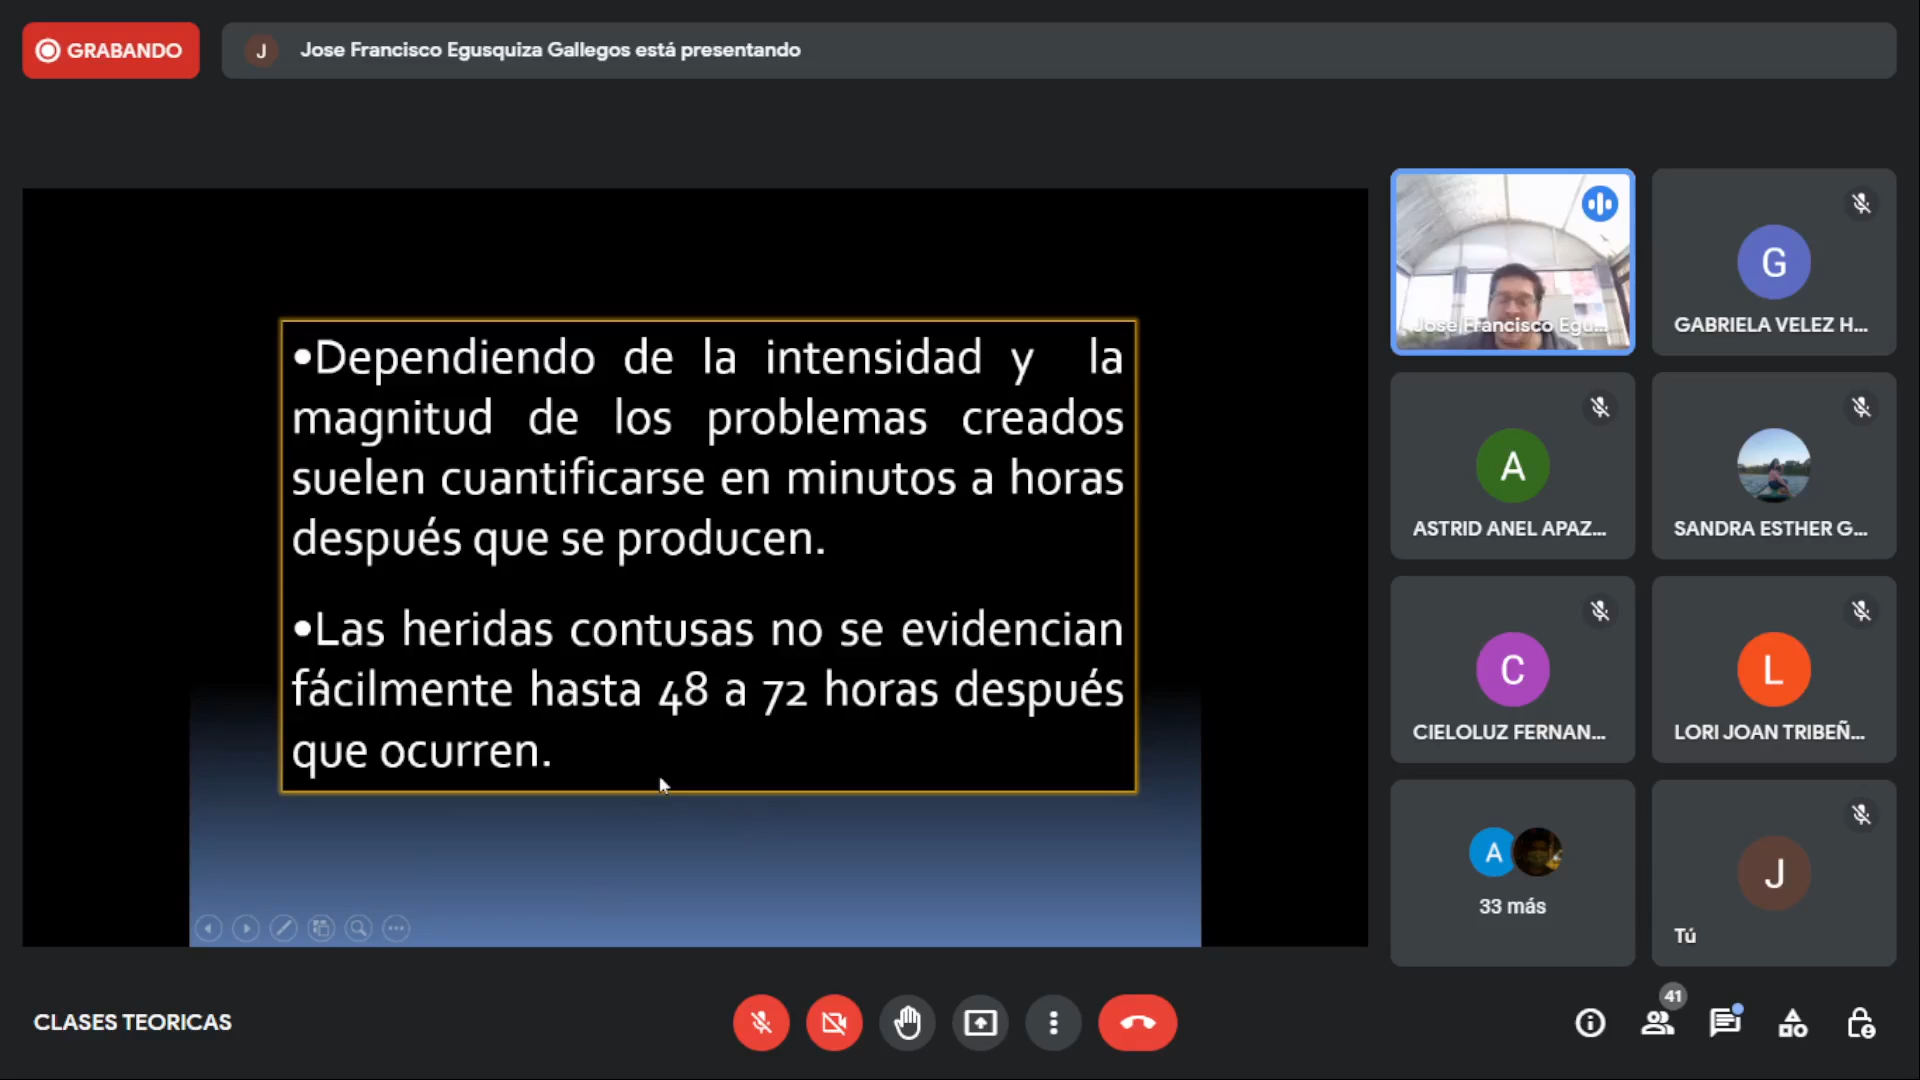 GRABANDO
J Jose Francisco Egusquiza Gallegos está presentando
•Dependiendo de la intensidad y la
magnitud de los problemas creados
suelen cuantificarse en minutos a horas
después que se producen.
•Las heridas contusas no se evidencian
fácilmente hasta 48 a 72 horas después
que ocurren.
Jose Francisco Egu...
G
GABRIELA VELEZ H...
A
ASTRID ANEL APAZ...
SANDRA ESTHER G...
C
CIELOLUZ FERNAN...
L
LORI JOAN TRIBEÑ...
A
33 más
J
Tú
CLASES TEORICAS
41